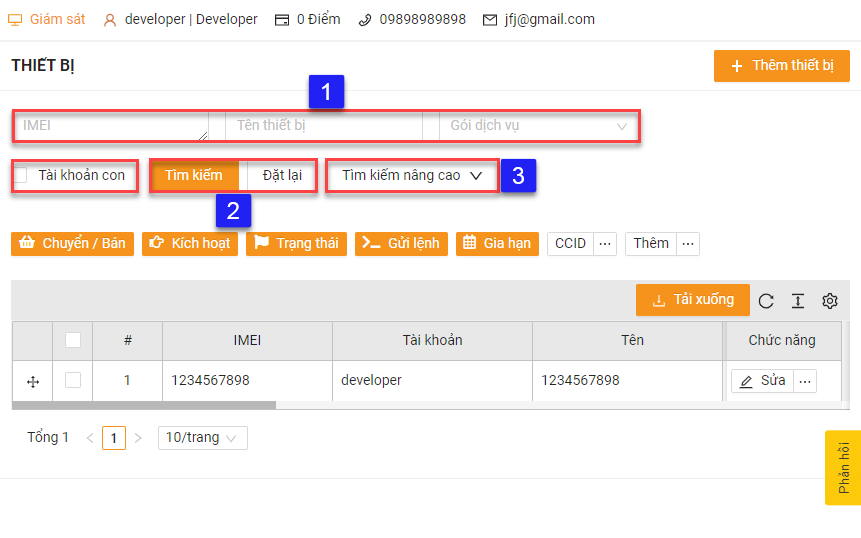 Giám sát developer | Developer 0 Điểm 09898989898 jfj@gmail.com
THIẾT BỊ + Thêm thiết bị
1
IMEI Tên thiết bị Gói dịch vụ
Tài khoản con Tìm kiếm Đặt lại Tìm kiếm nâng cao 3
2
Chuyển / Bán Kích hoạt Trạng thái Gửi lệnh Gia hạn CCID ... Thêm ...
Tải xuống
# IMEI Tài khoản Tên Chức năng
1 1234567898 developer 1234567898 Sửa ...
Tổng 1 < 1 > 10/trang
Phản hồi